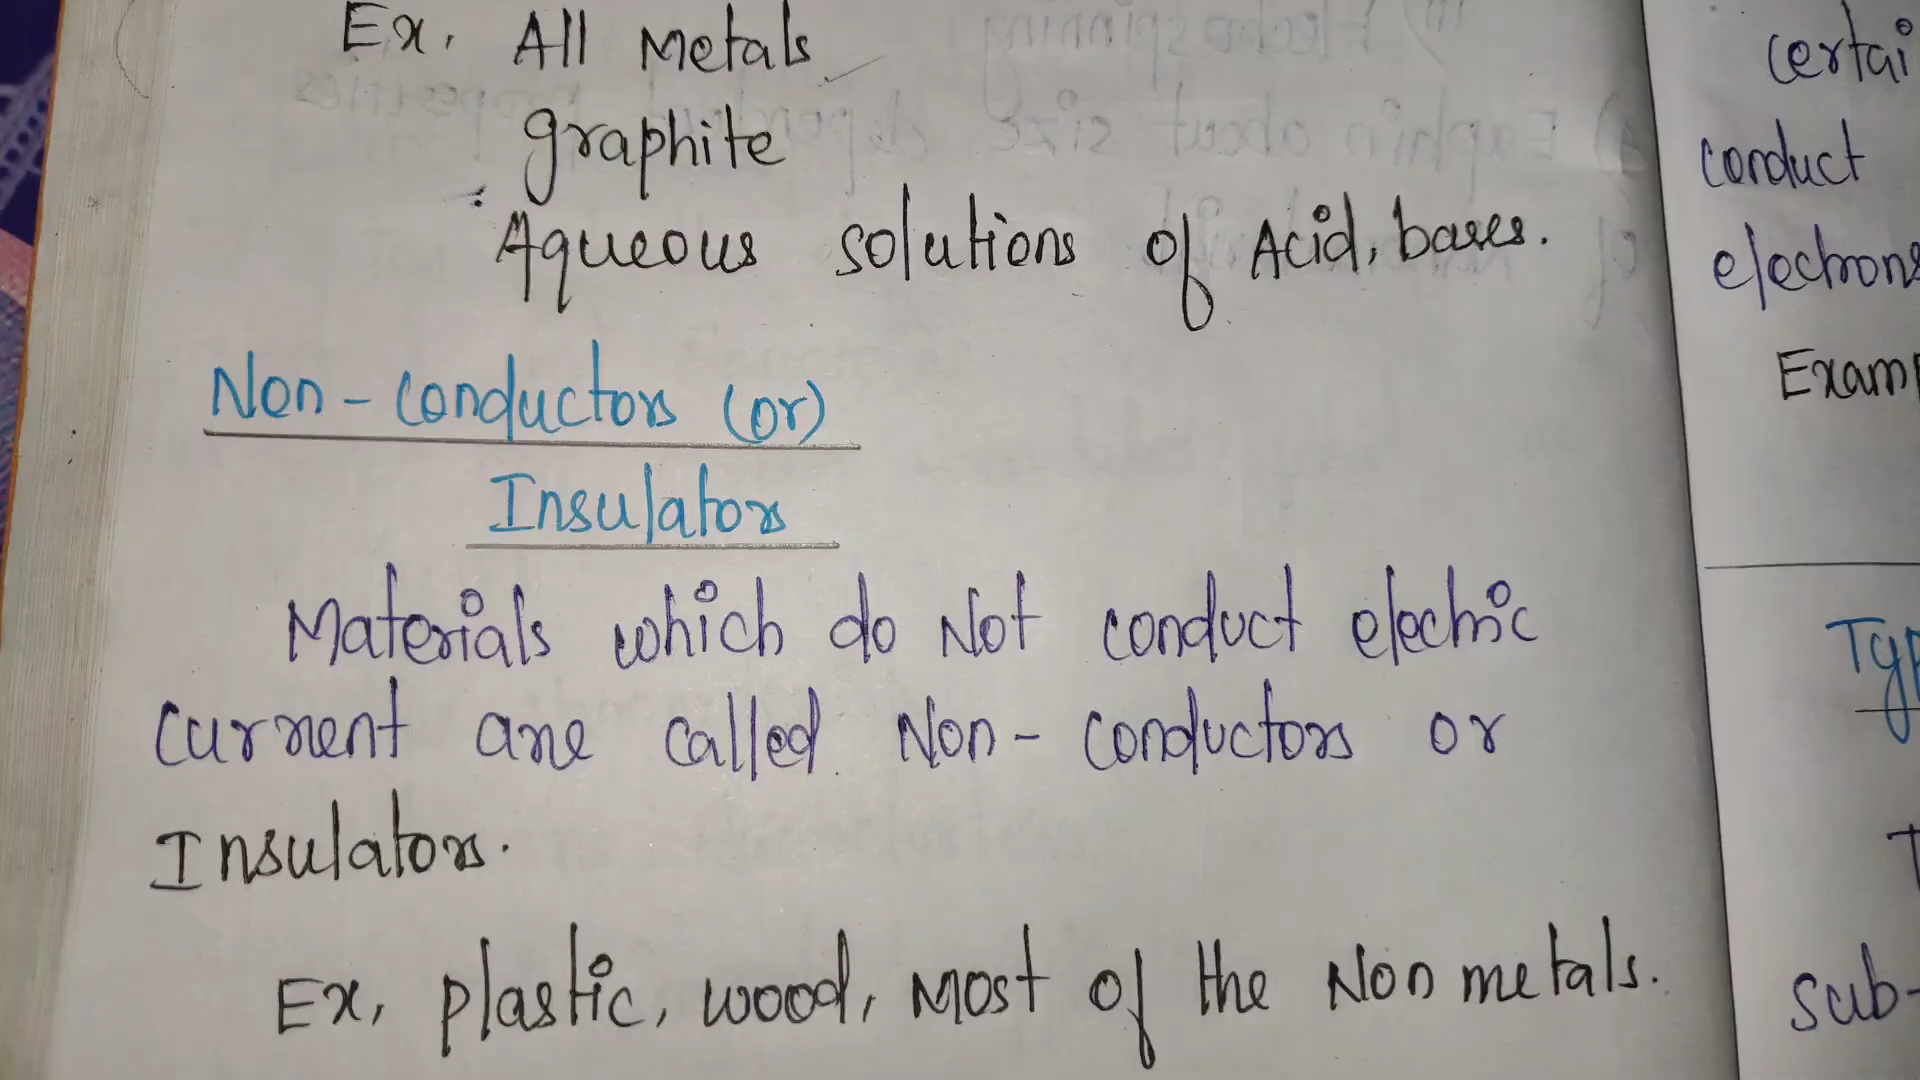 Ex. All Metals
graphite
Aqueous solutions of Acid, bases.
Non-conductors (or)
Insulators
Materials which do Not conduct electric
current are called Non-conductors or
Insulators.
Ex, plastic, wood, Most of the Non metals.
certai
conduct
electrons
Examp
Typ
T
Sub-